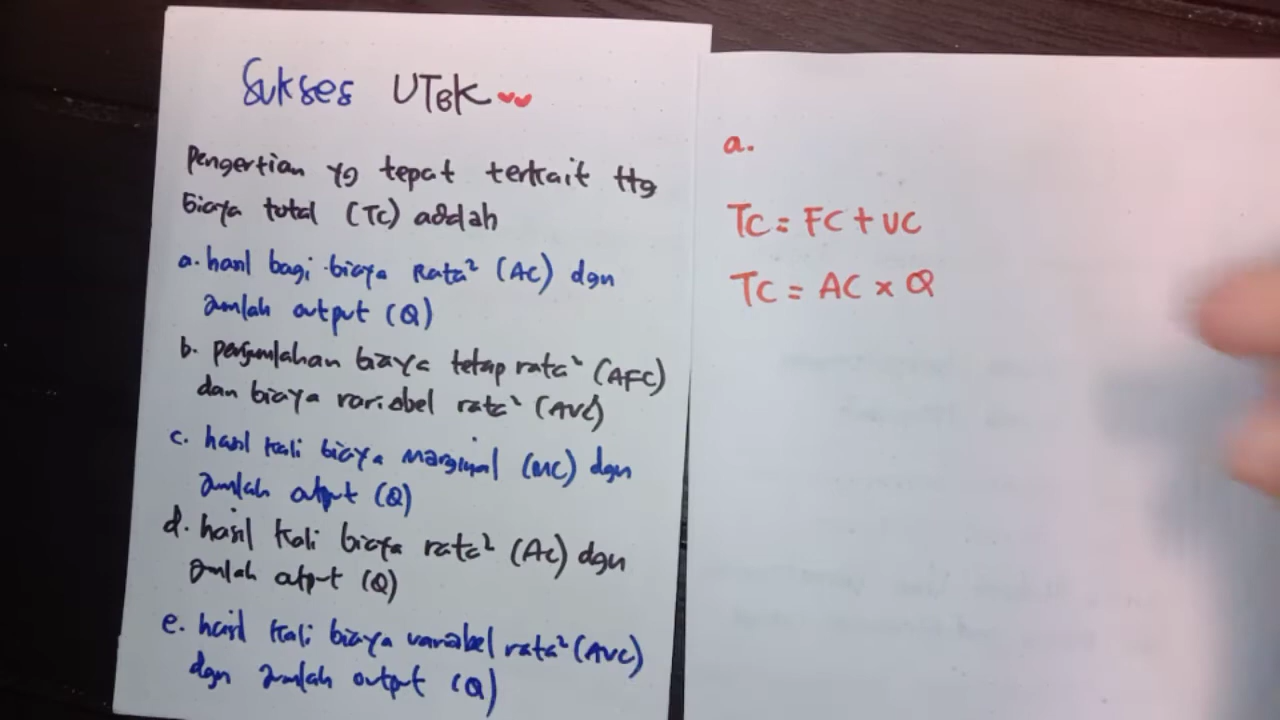 Sukses UTBK
Pengertian yg tepat terkait ttg
biaya total (TC) adalah
a. hasil bagi biaya Rata² (AC) dgn
jumlah output (Q)
b. penjumlahan biaya tetap rata² (AFC)
dan biaya variabel rata² (AVC)
c. hasil kali biaya marginal (MC) dgn
jumlah output (Q)
d. hasil kali biaya rata² (AC) dgn
jumlah output (Q)
e. hasil kali biaya variabel rata² (AVC)
dgn jumlah output (Q)
a.
TC = FC + VC
TC = AC x Q